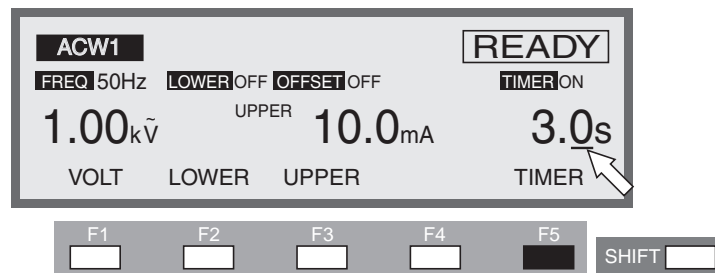 ACW1 READY
FREQ 50Hz LOWER OFF OFFSET OFF TIMER ON
1.00kṼ UPPER 10.0mA 3.0s
VOLT LOWER UPPER TIMER
F1 F2 F3 F4 F5
SHIFT